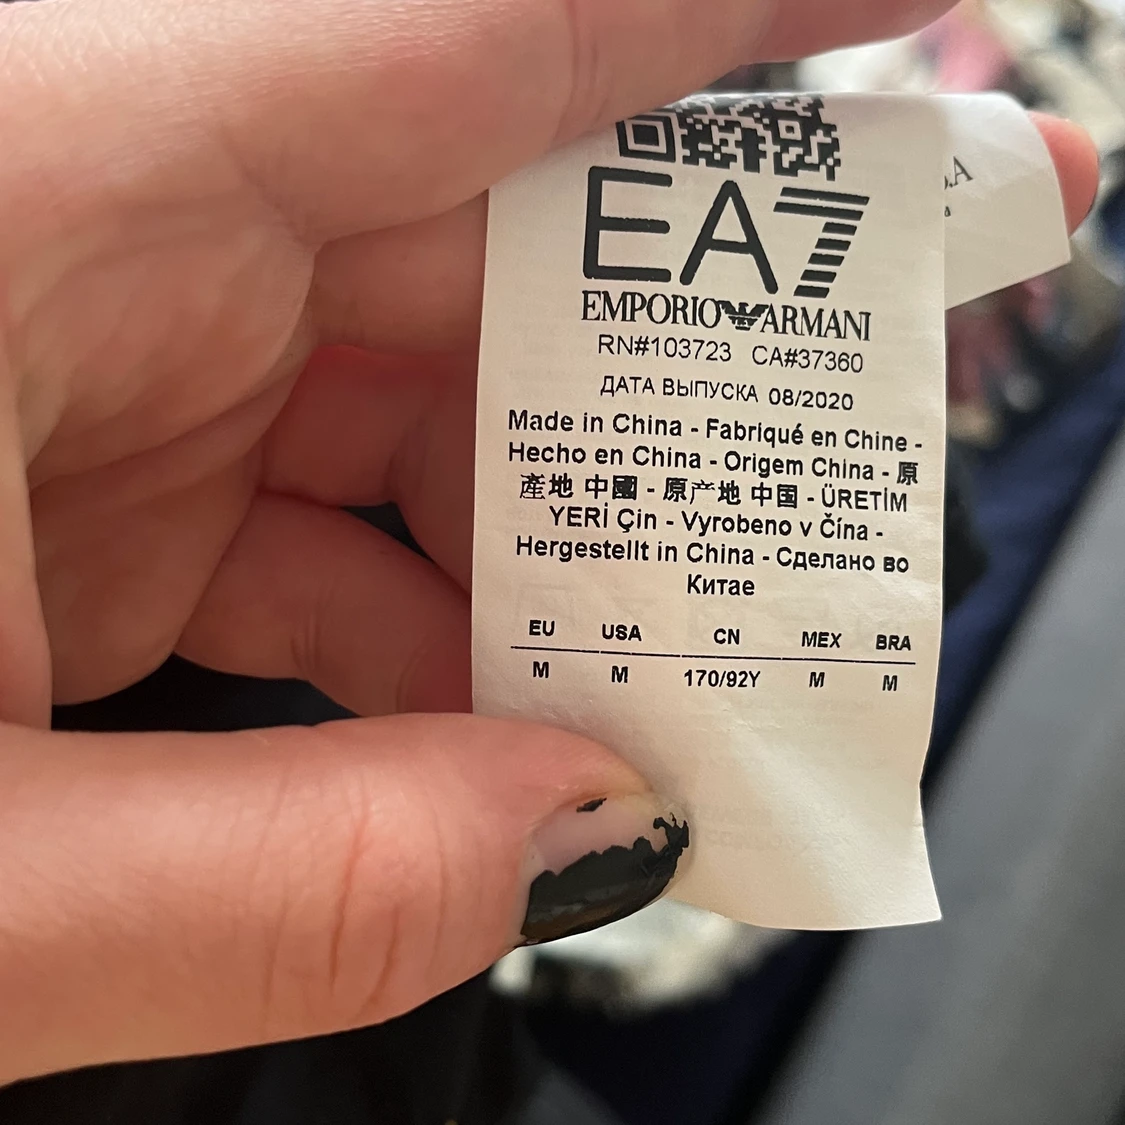 EA7
EMPORIO ARMANI
RN#103723 CA#37360
ДАТА ВЫПУСКА 08/2020
Made in China - Fabriqué en Chine -
Hecho en China - Origem China - 原
產地 中國 - 原产地 中国 - ÜRETİM
YERİ Çin - Vyrobeno v Čína -
Hergestellt in China - Сделано во
Китае
EU USA CN MEX BRA
M M 170/92Y M M